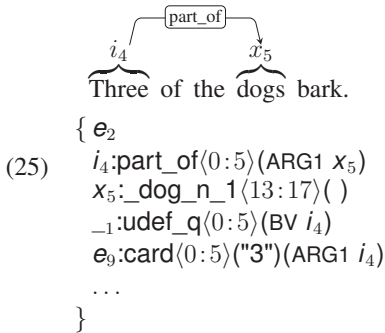 part_of
i₄ x₅
Three of the dogs bark.
{ e₂
(25) i₄:part_of⟨0:5⟩(ARG1 x₅)
x₅:_dog_n_1⟨13:17⟩( )
_₁:udef_q⟨0:5⟩(BV i₄)
e₉:card⟨0:5⟩("3")(ARG1 i₄)
...
}